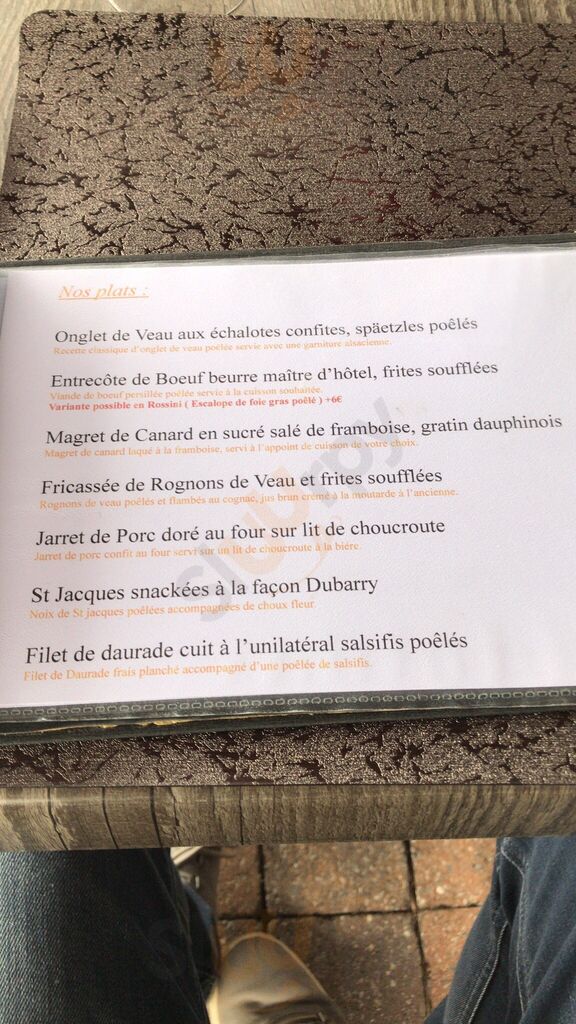 Nos plats :
Onglet de Veau aux échalotes confites, späetzles poêlés
Recette classique d'onglet de veau poêlée servie avec une garniture alsacienne.
Entrecôte de Boeuf beurre maître d'hôtel, frites soufflées
Viande de boeuf persillée poêlée servie à la cuisson souhaitée.
Variante possible en Rossini ( Escalope de foie gras poêlé ) +6€
Magret de Canard en sucré salé de framboise, gratin dauphinois
Magret de canard laqué à la framboise, servi à l'appoint de cuisson de votre choix.
Fricassée de Rognons de Veau et frites soufflées
Rognons de veau poêlés et flambés au cognac, jus brun crémé à la moutarde à l'ancienne.
Jarret de Porc doré au four sur lit de choucroute
Jarret de porc confit au four servi sur un lit de choucroute à la bière.
St Jacques snackées à la façon Dubarry
Noix de St jacques poêlées accompagnées de choux fleur.
Filet de daurade cuit à l'unilatéral salsifis poêlés
Filet de Daurade frais planché accompagné d'une poêlée de salsifis.